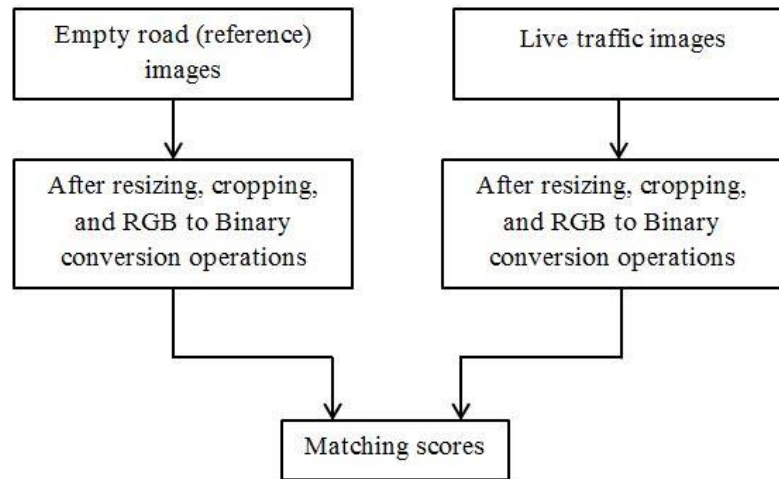 Empty road (reference)
images
Live traffic images
After resizing, cropping,
and RGB to Binary
conversion operations
After resizing, cropping,
and RGB to Binary
conversion operations
Matching scores